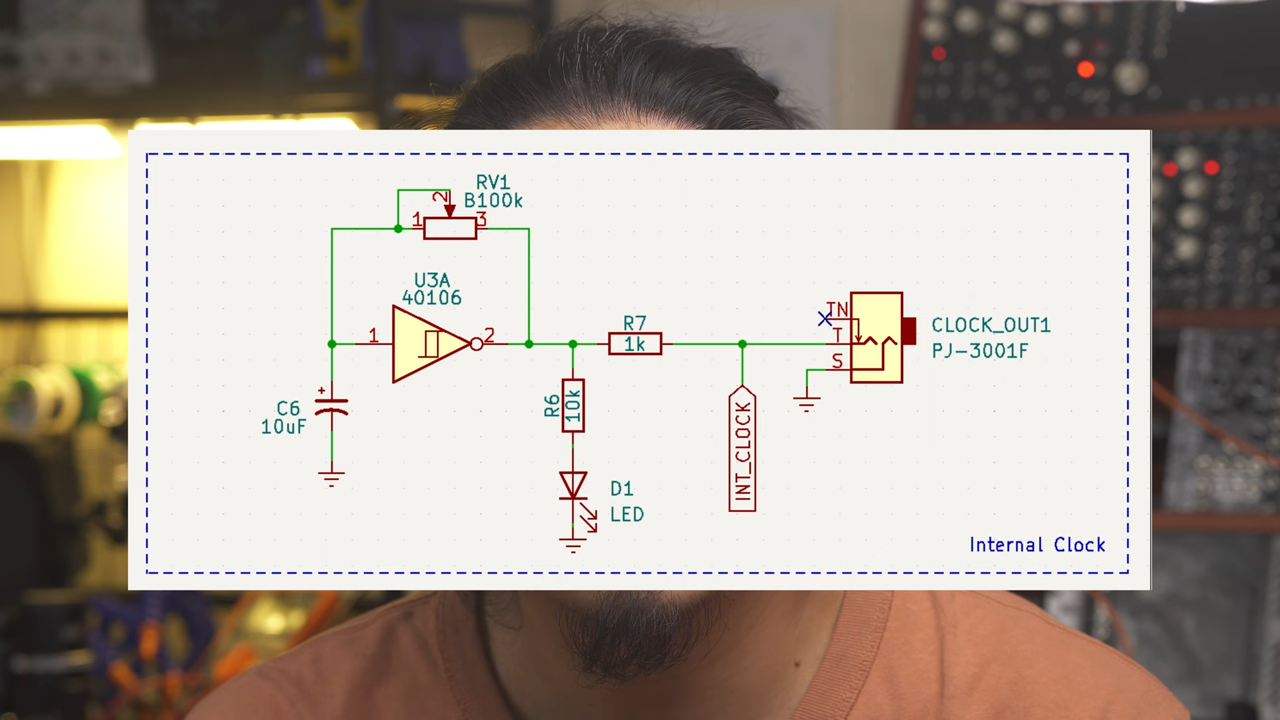 RV1
B100k
2
1
3
U3A
40106
1
2
R7
1k
TN
T
S
CLOCK_OUT1
PJ-3001F
+
C6
10uF
R6
10k
INT_CLOCK
D1
LED
Internal Clock